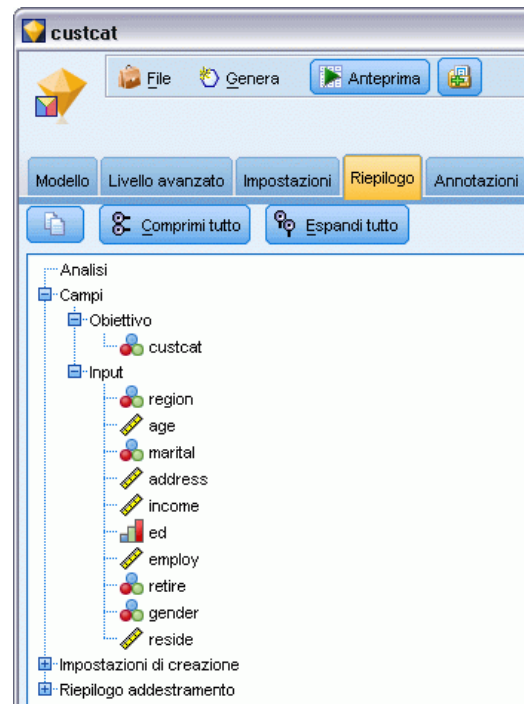 custcat
File Genera Anteprima
Modello Livello avanzato Impostazioni Riepilogo Annotazioni
Comprimi tutto Espandi tutto
Analisi
Campi
Obiettivo
custcat
Input
region
age
marital
address
income
ed
employ
retire
gender
reside
Impostazioni di creazione
Riepilogo addestramento